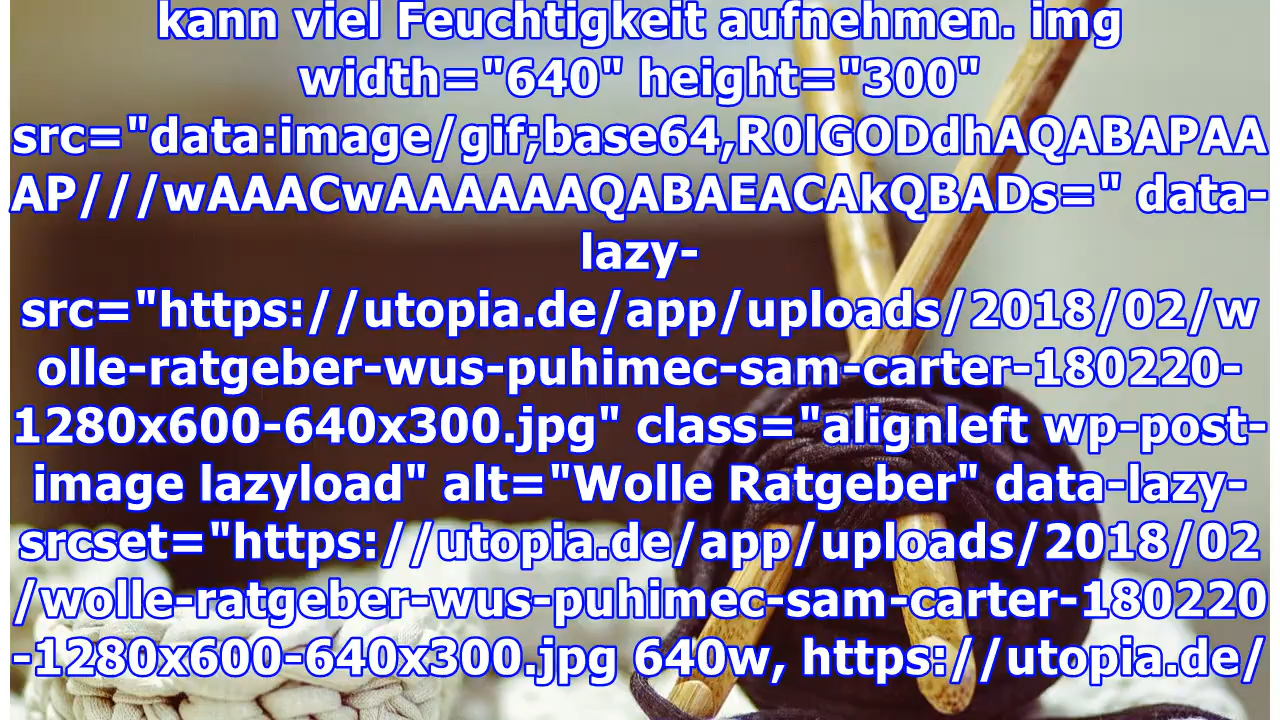 kann viel Feuchtigkeit aufnehmen. img
width="640" height="300"
src="data:image/gif;base64,R0lGODdhAQABAPAA
AP///wAAACwAAAAAAQABAEACAkQBADs=" data-
lazy-
src="https://utopia.de/app/uploads/2018/02/w
olle-ratgeber-wus-puhimec-sam-carter-180220-
1280x600-640x300.jpg" class="alignleft wp-post-
image lazyload" alt="Wolle Ratgeber" data-lazy-
srcset="https://utopia.de/app/uploads/2018/02
/wolle-ratgeber-wus-puhimec-sam-carter-180220
-1280x600-640x300.jpg 640w, https://utopia.de/